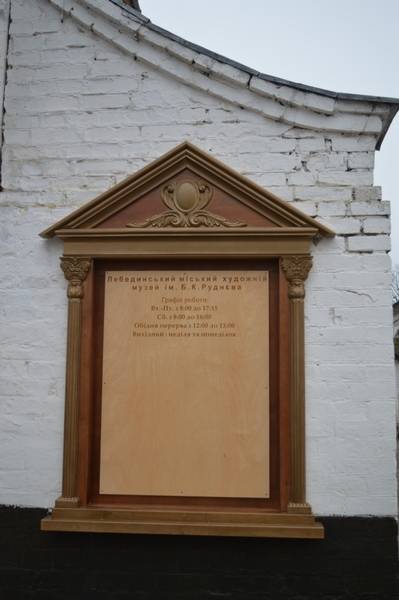 Лебединський міський художній
музей ім. Б.К.Руднєва
Графік роботи:
Вт.-Пт. з 8:00 до 17:15
Сб. з 9:00 до 16:00
Обідня перерва з 12:00 до 13:00
Вихідний: неділя та понеділок